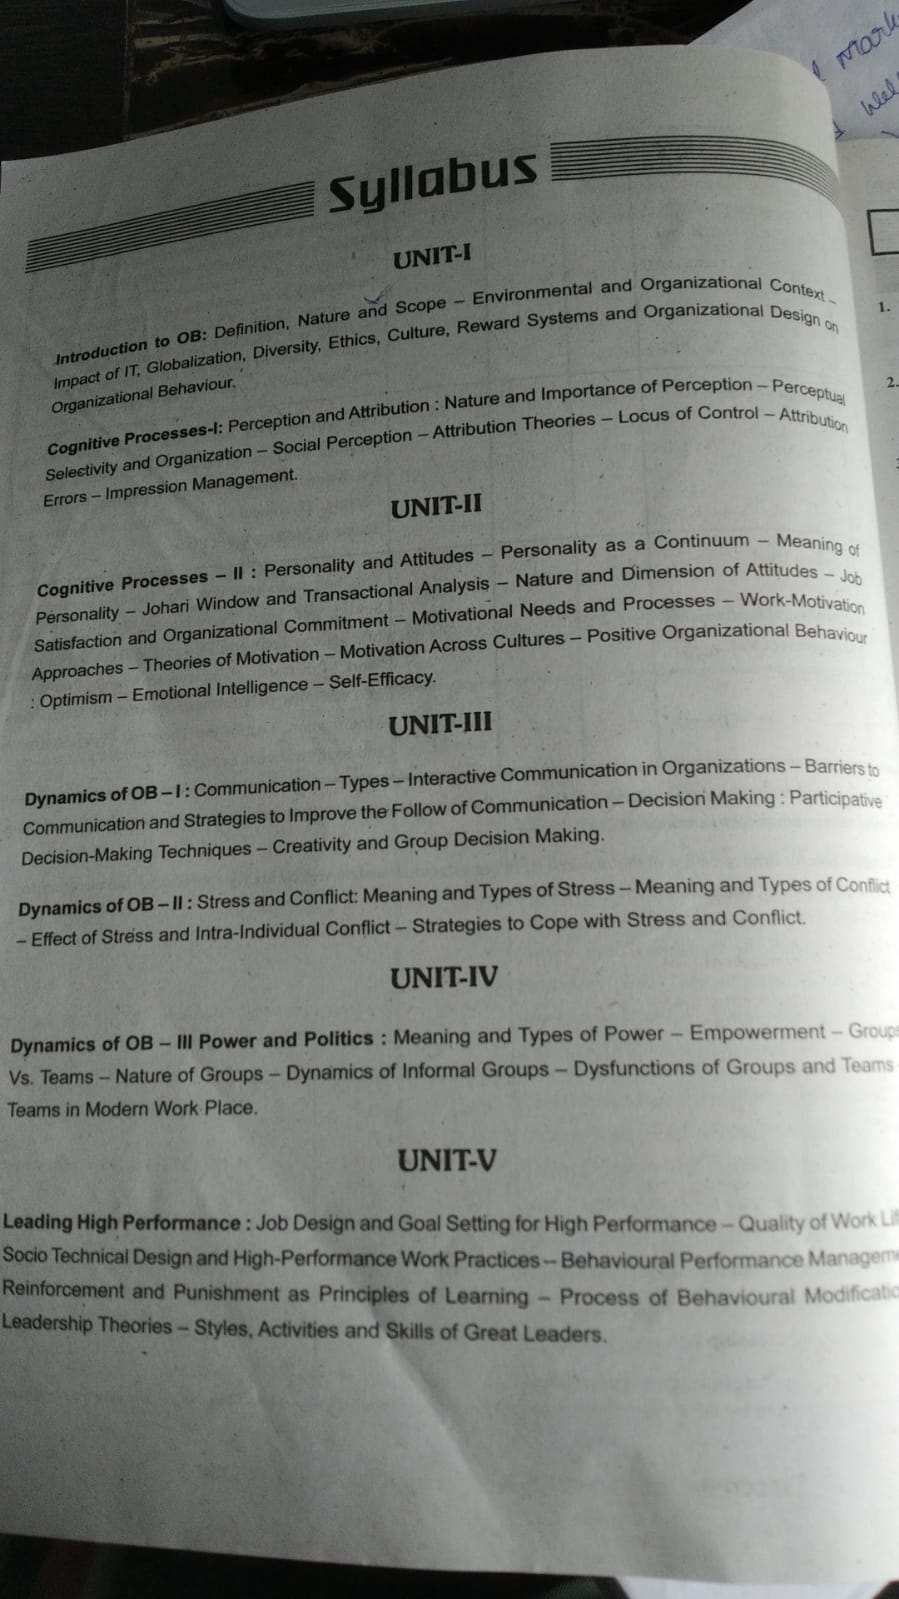 l mark
well
Syllabus
UNIT-I
Introduction to OB: Definition, Nature and Scope – Environmental and Organizational Context –
Impact of IT, Globalization, Diversity, Ethics, Culture, Reward Systems and Organizational Design on
Organizational Behaviour.
Cognitive Processes-I: Perception and Attribution : Nature and Importance of Perception – Perceptual
Selectivity and Organization – Social Perception – Attribution Theories – Locus of Control – Attribution
Errors – Impression Management.
UNIT-II
Cognitive Processes – II : Personality and Attitudes – Personality as a Continuum – Meaning of
Personality – Johari Window and Transactional Analysis – Nature and Dimension of Attitudes – Job
Satisfaction and Organizational Commitment – Motivational Needs and Processes – Work-Motivation
Approaches – Theories of Motivation – Motivation Across Cultures – Positive Organizational Behaviour
: Optimism – Emotional Intelligence – Self-Efficacy.
UNIT-III
Dynamics of OB – I : Communication – Types – Interactive Communication in Organizations – Barriers to
Communication and Strategies to Improve the Follow of Communication – Decision Making : Participative
Decision-Making Techniques – Creativity and Group Decision Making.
Dynamics of OB – II : Stress and Conflict: Meaning and Types of Stress – Meaning and Types of Conflict
– Effect of Stress and Intra-Individual Conflict – Strategies to Cope with Stress and Conflict.
UNIT-IV
Dynamics of OB – III Power and Politics : Meaning and Types of Power – Empowerment – Groups
Vs. Teams – Nature of Groups – Dynamics of Informal Groups – Dysfunctions of Groups and Teams –
Teams in Modern Work Place.
UNIT-V
Leading High Performance : Job Design and Goal Setting for High Performance – Quality of Work Lif
Socio Technical Design and High-Performance Work Practices – Behavioural Performance Manageme
Reinforcement and Punishment as Principles of Learning – Process of Behavioural Modificatio
Leadership Theories – Styles, Activities and Skills of Great Leaders.
1.
2.